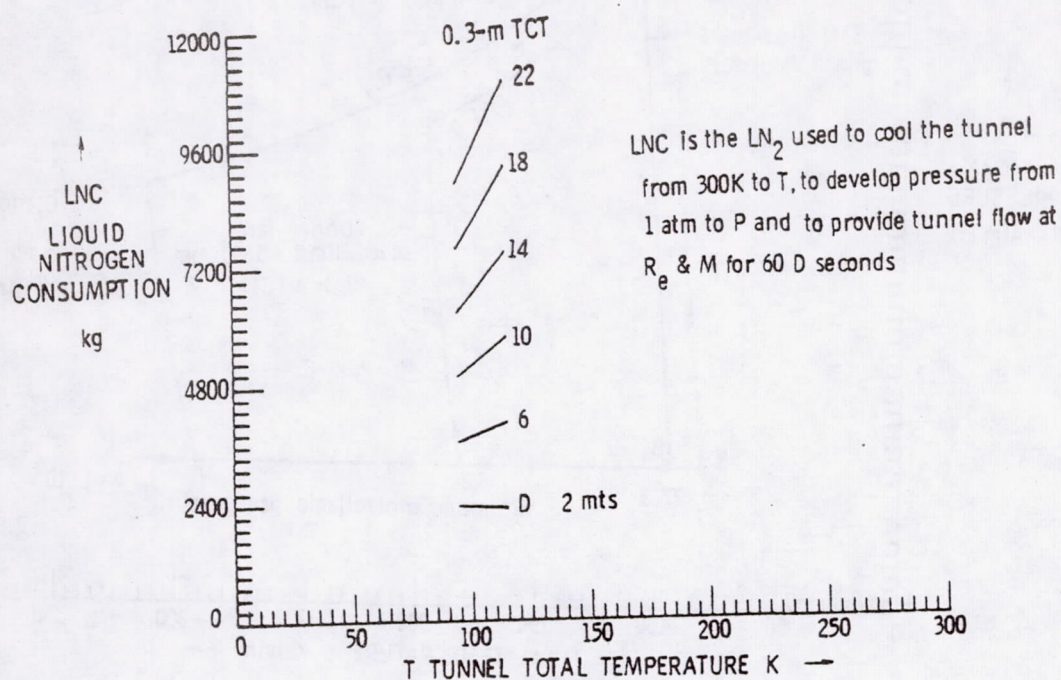 0.3-m TCT
12000
9600
7200
4800
2400
0
↑
LNC
LIQUID
NITROGEN
CONSUMPTION
kg
22
18
14
10
6
D 2 mts
LNC is the LN2 used to cool the tunnel
from 300K to T, to develop pressure from
1 atm to P and to provide tunnel flow at
Re & M for 60 D seconds
0 50 100 150 200 250 300
T TUNNEL TOTAL TEMPERATURE K →